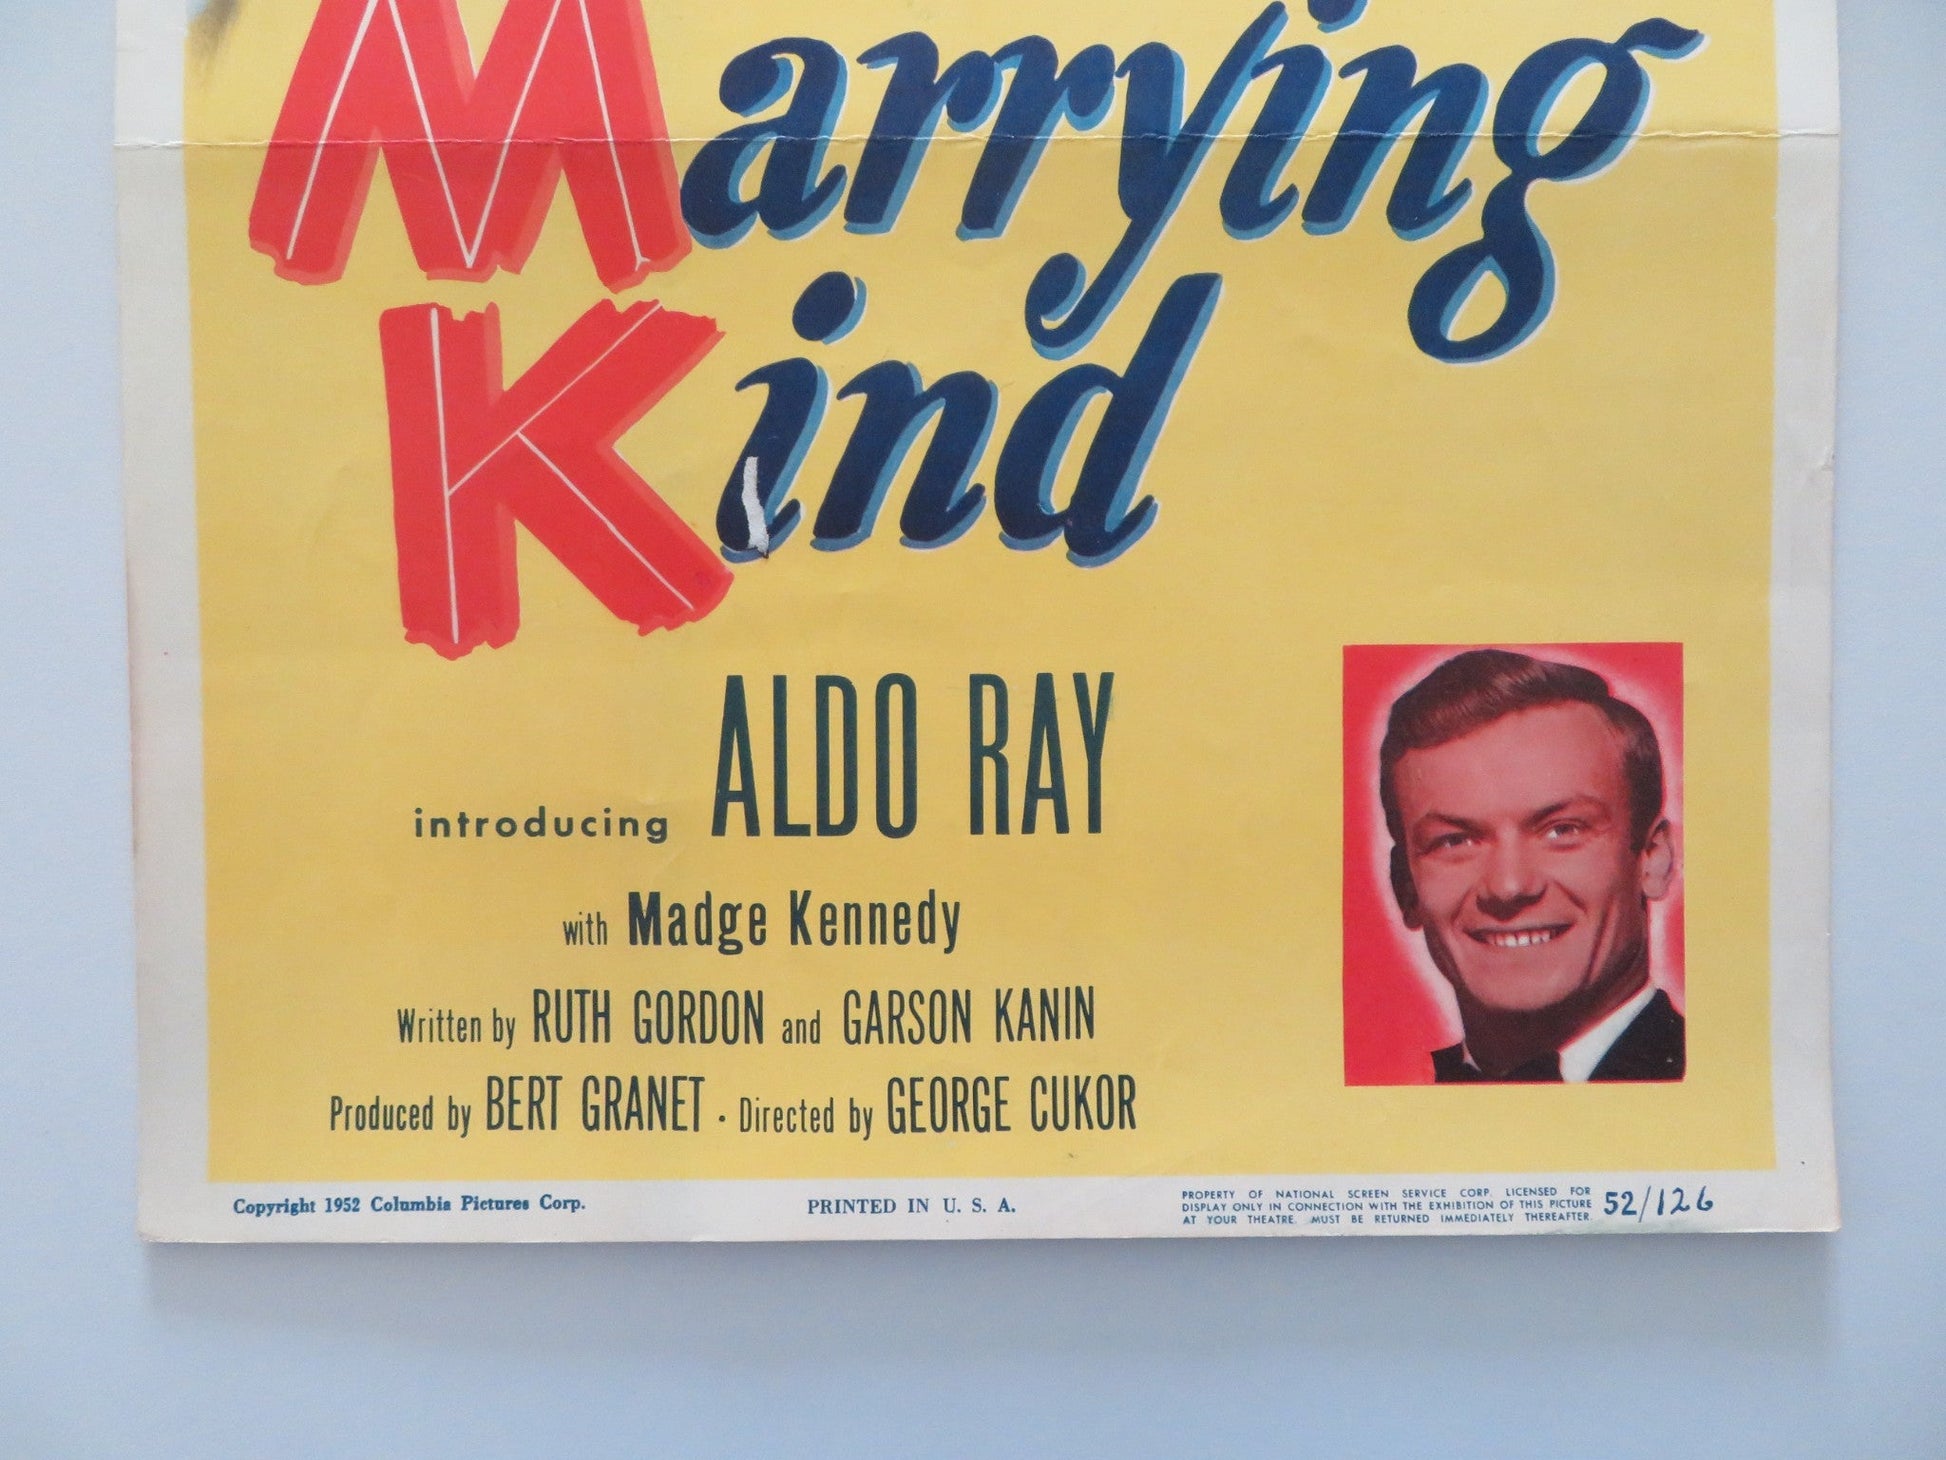 Marrying
Kind
introducing ALDO RAY
with Madge Kennedy
Written by RUTH GORDON and GARSON KANIN
Produced by BERT GRANET · Directed by GEORGE CUKOR
Copyright 1952 Columbia Pictures Corp.
PRINTED IN U. S. A.
PROPERTY OF NATIONAL SCREEN SERVICE CORP. LICENSED FOR
DISPLAY ONLY IN CONNECTION WITH THE EXHIBITION OF THIS PICTURE
AT YOUR THEATRE. MUST BE RETURNED IMMEDIATELY THEREAFTER.
52/126